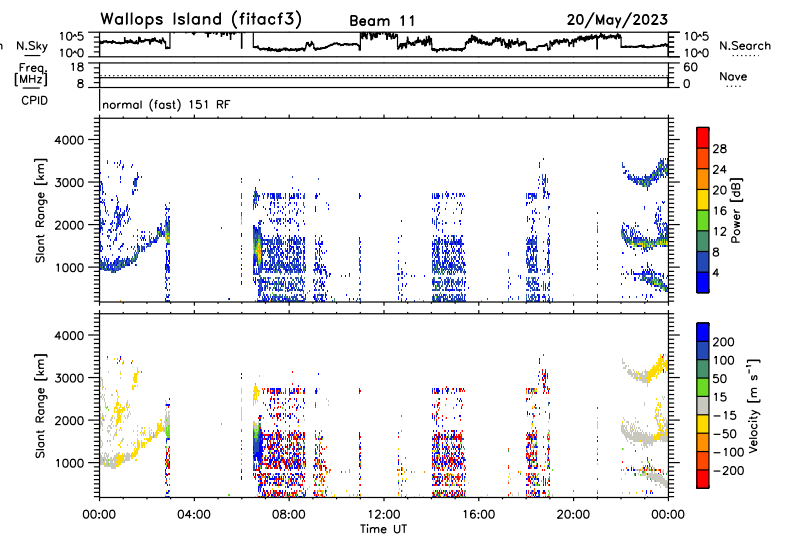 Wallops Island (fitacf3) Beam 11 20/May/2023
n N.Sky 10^5 10^0 10^5 10^0 N.Search
Freq. [MHz] 18 8 60 0 Nave
CPID normal (fast) 151 RF
Slant Range [km] 4000 3000 2000 1000
28 24 20 16 12 8 4 Power [dB]
Slant Range [km] 4000 3000 2000 1000
200 100 50 15 -15 -50 -100 -200 Velocity [m s⁻¹]
00:00 04:00 08:00 12:00 16:00 20:00 00:00
Time UT